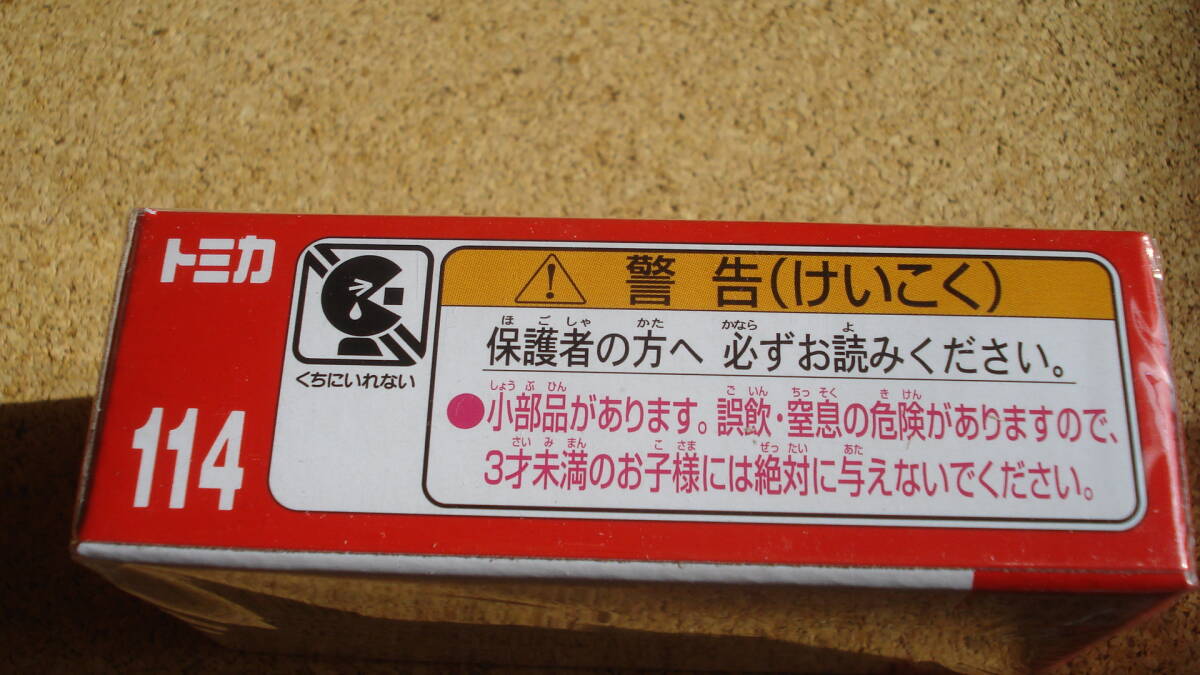 トミカ
114
くちにいれない
警告(けいこく)
ほごしゃ かた かなら よ
保護者の方へ 必ずお読みください。
しょうぶひん ごいん ちっそく きけん
●小部品があります。誤飲・窒息の危険がありますので、
さいみまん こさま ぜったい あた
3才未満のお子様には絶対に与えないでください。